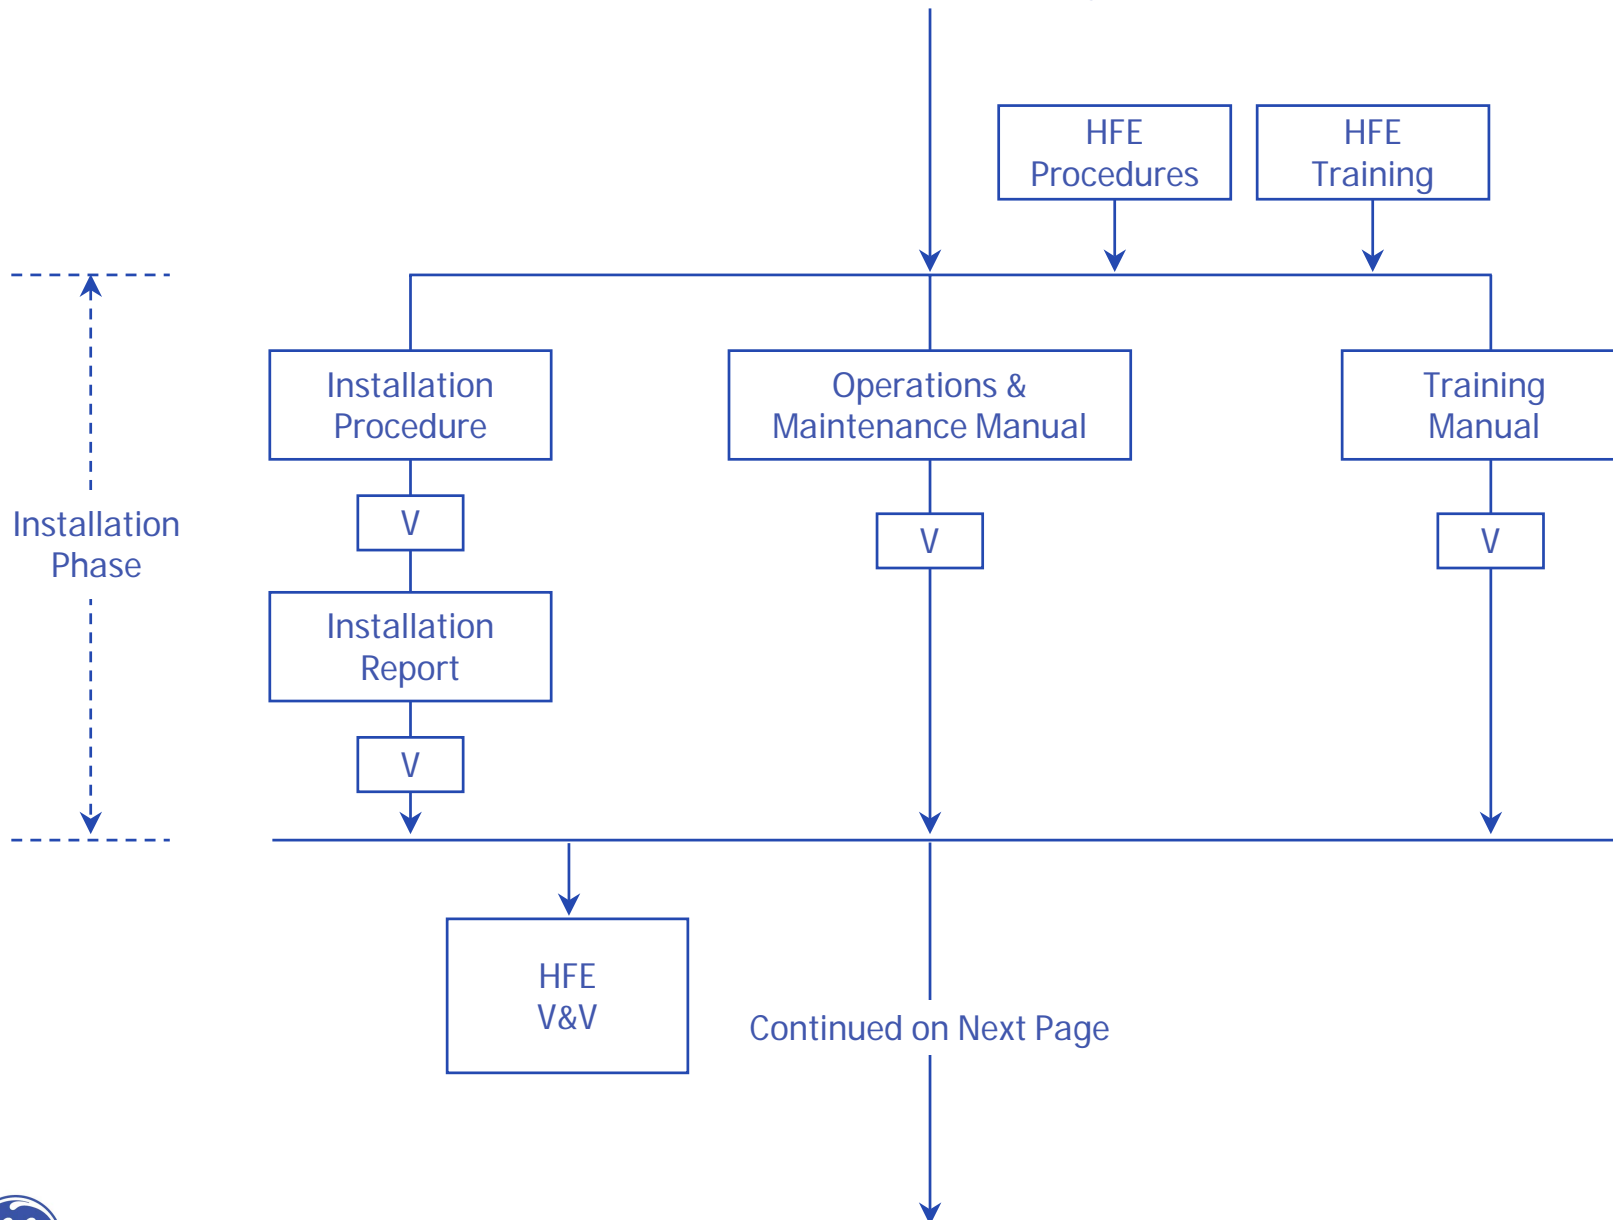 HFE
Procedures
HFE
Training
Installation
Procedure
Operations &
Maintenance Manual
Training
Manual
V
Installation
Phase
V
V
Installation
Report
V
HFE
V&V
Continued on Next Page